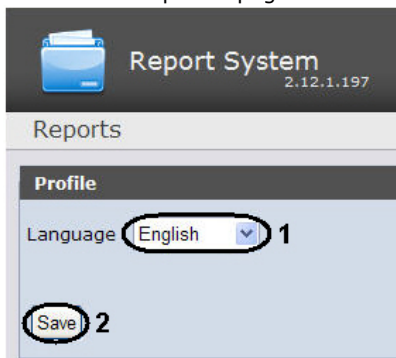 Report System
2.12.1.197
Reports
Profile
Language English 1
Save 2